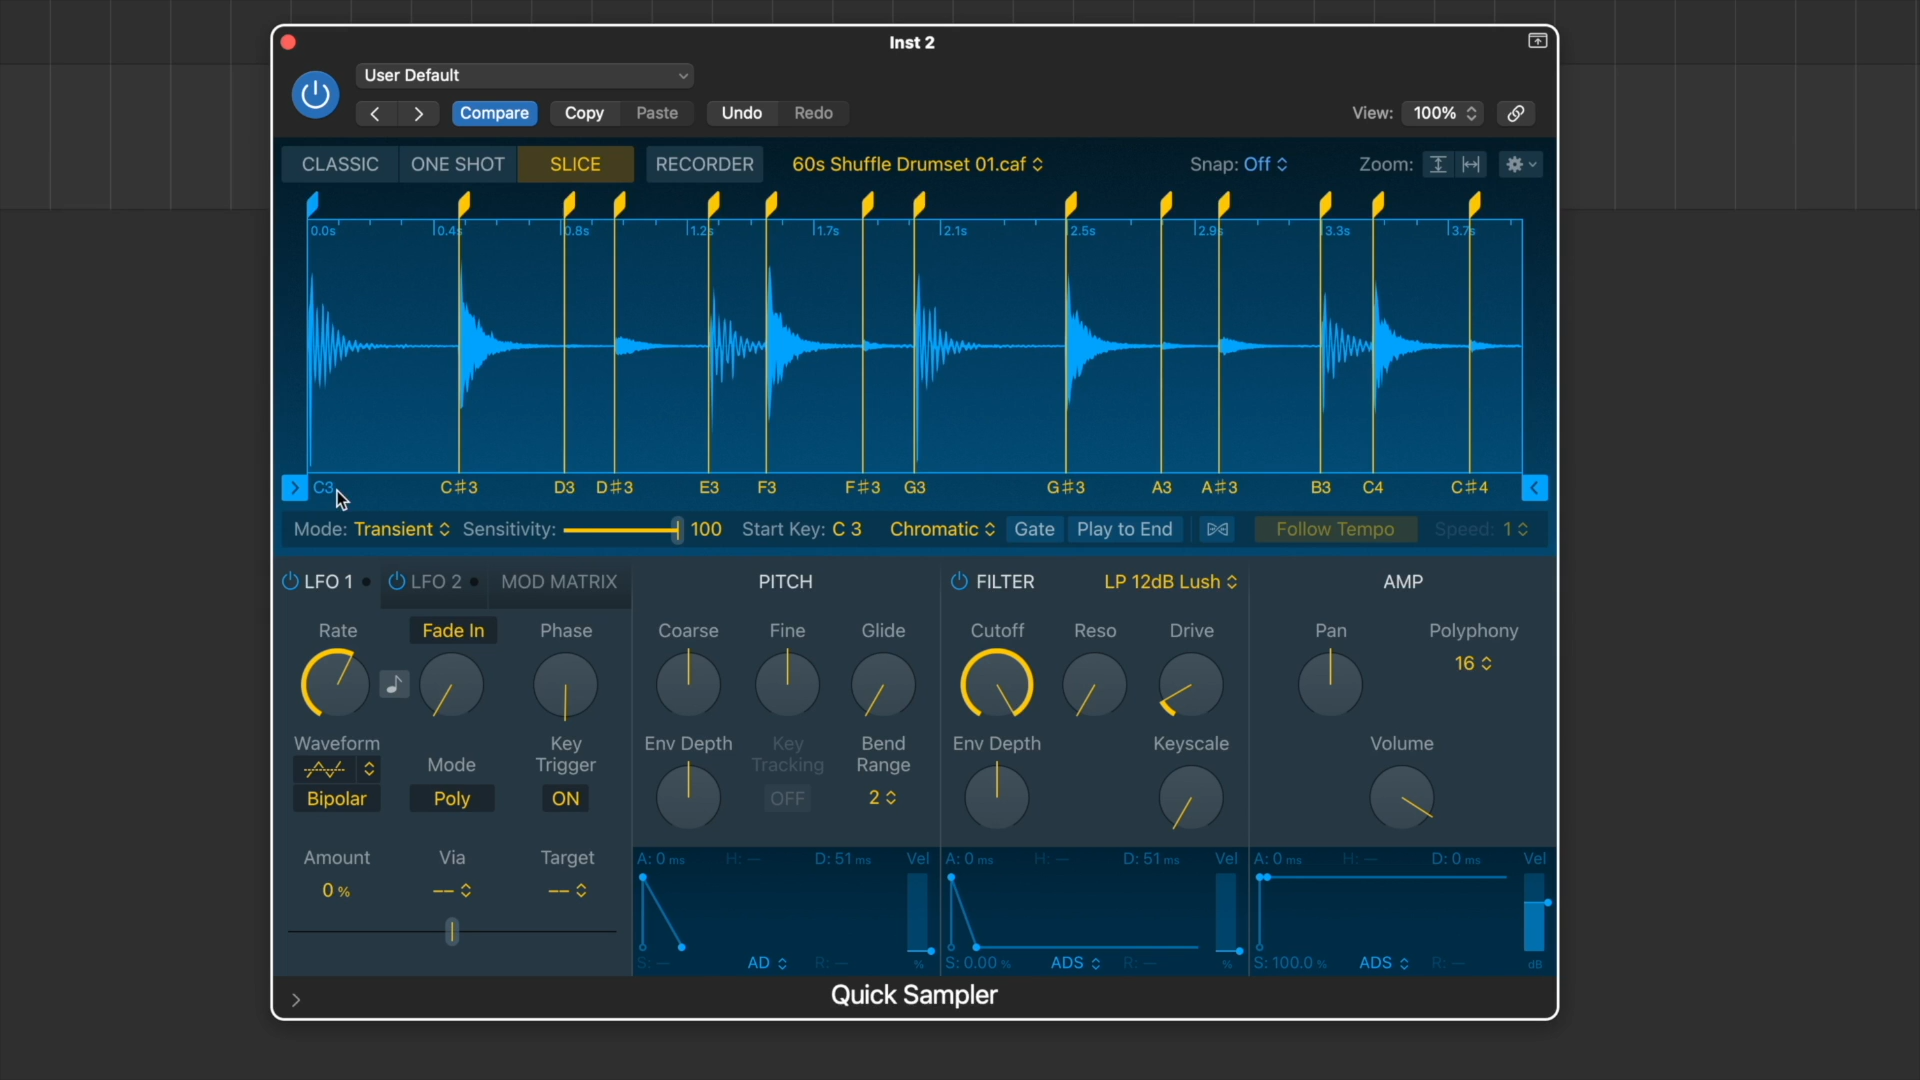 Inst 2
User Default
Compare Copy Paste Undo Redo View: 100%
CLASSIC ONE SHOT SLICE RECORDER 60s Shuffle Drumset 01.caf Snap: Off Zoom:
0.0s 0.4s 0.8s 1.2s 1.7s 2.1s 2.5s 2.9s 3.3s 3.7s
C3 C♯3 D3 D♯3 E3 F3 F♯3 G3 G♯3 A3 A♯3 B3 C4 C♯4
Mode: Transient Sensitivity: 100 Start Key: C 3 Chromatic Gate Play to End Follow Tempo Speed: 1
LFO 1 LFO 2 MOD MATRIX PITCH FILTER LP 12dB Lush AMP
Rate Fade In Phase Coarse Fine Glide Cutoff Reso Drive Pan Polyphony
16
Waveform Mode Key Trigger Env Depth Key Tracking Bend Range Env Depth Keyscale Volume
Bipolar Poly ON OFF 2
Amount Via Target
0 % -- --
A: 0 ms H: — D: 51 ms Vel A: 0 ms H: — D: 51 ms Vel A: 0 ms H: — D: 0 ms Vel
S: — AD R: — % S: 0.00 % ADS R: — % S: 100.0 % ADS R: — dB
Quick Sampler